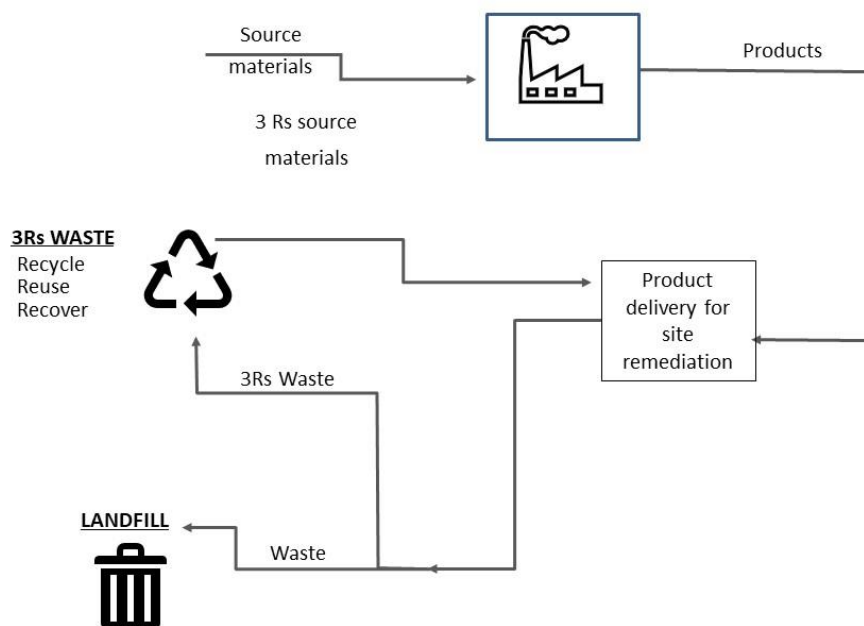 Source
materials
Products
3 Rs source
materials
3Rs WASTE
Recycle
Reuse
Recover
Product
delivery for
site
remediation
3Rs Waste
LANDFILL
Waste